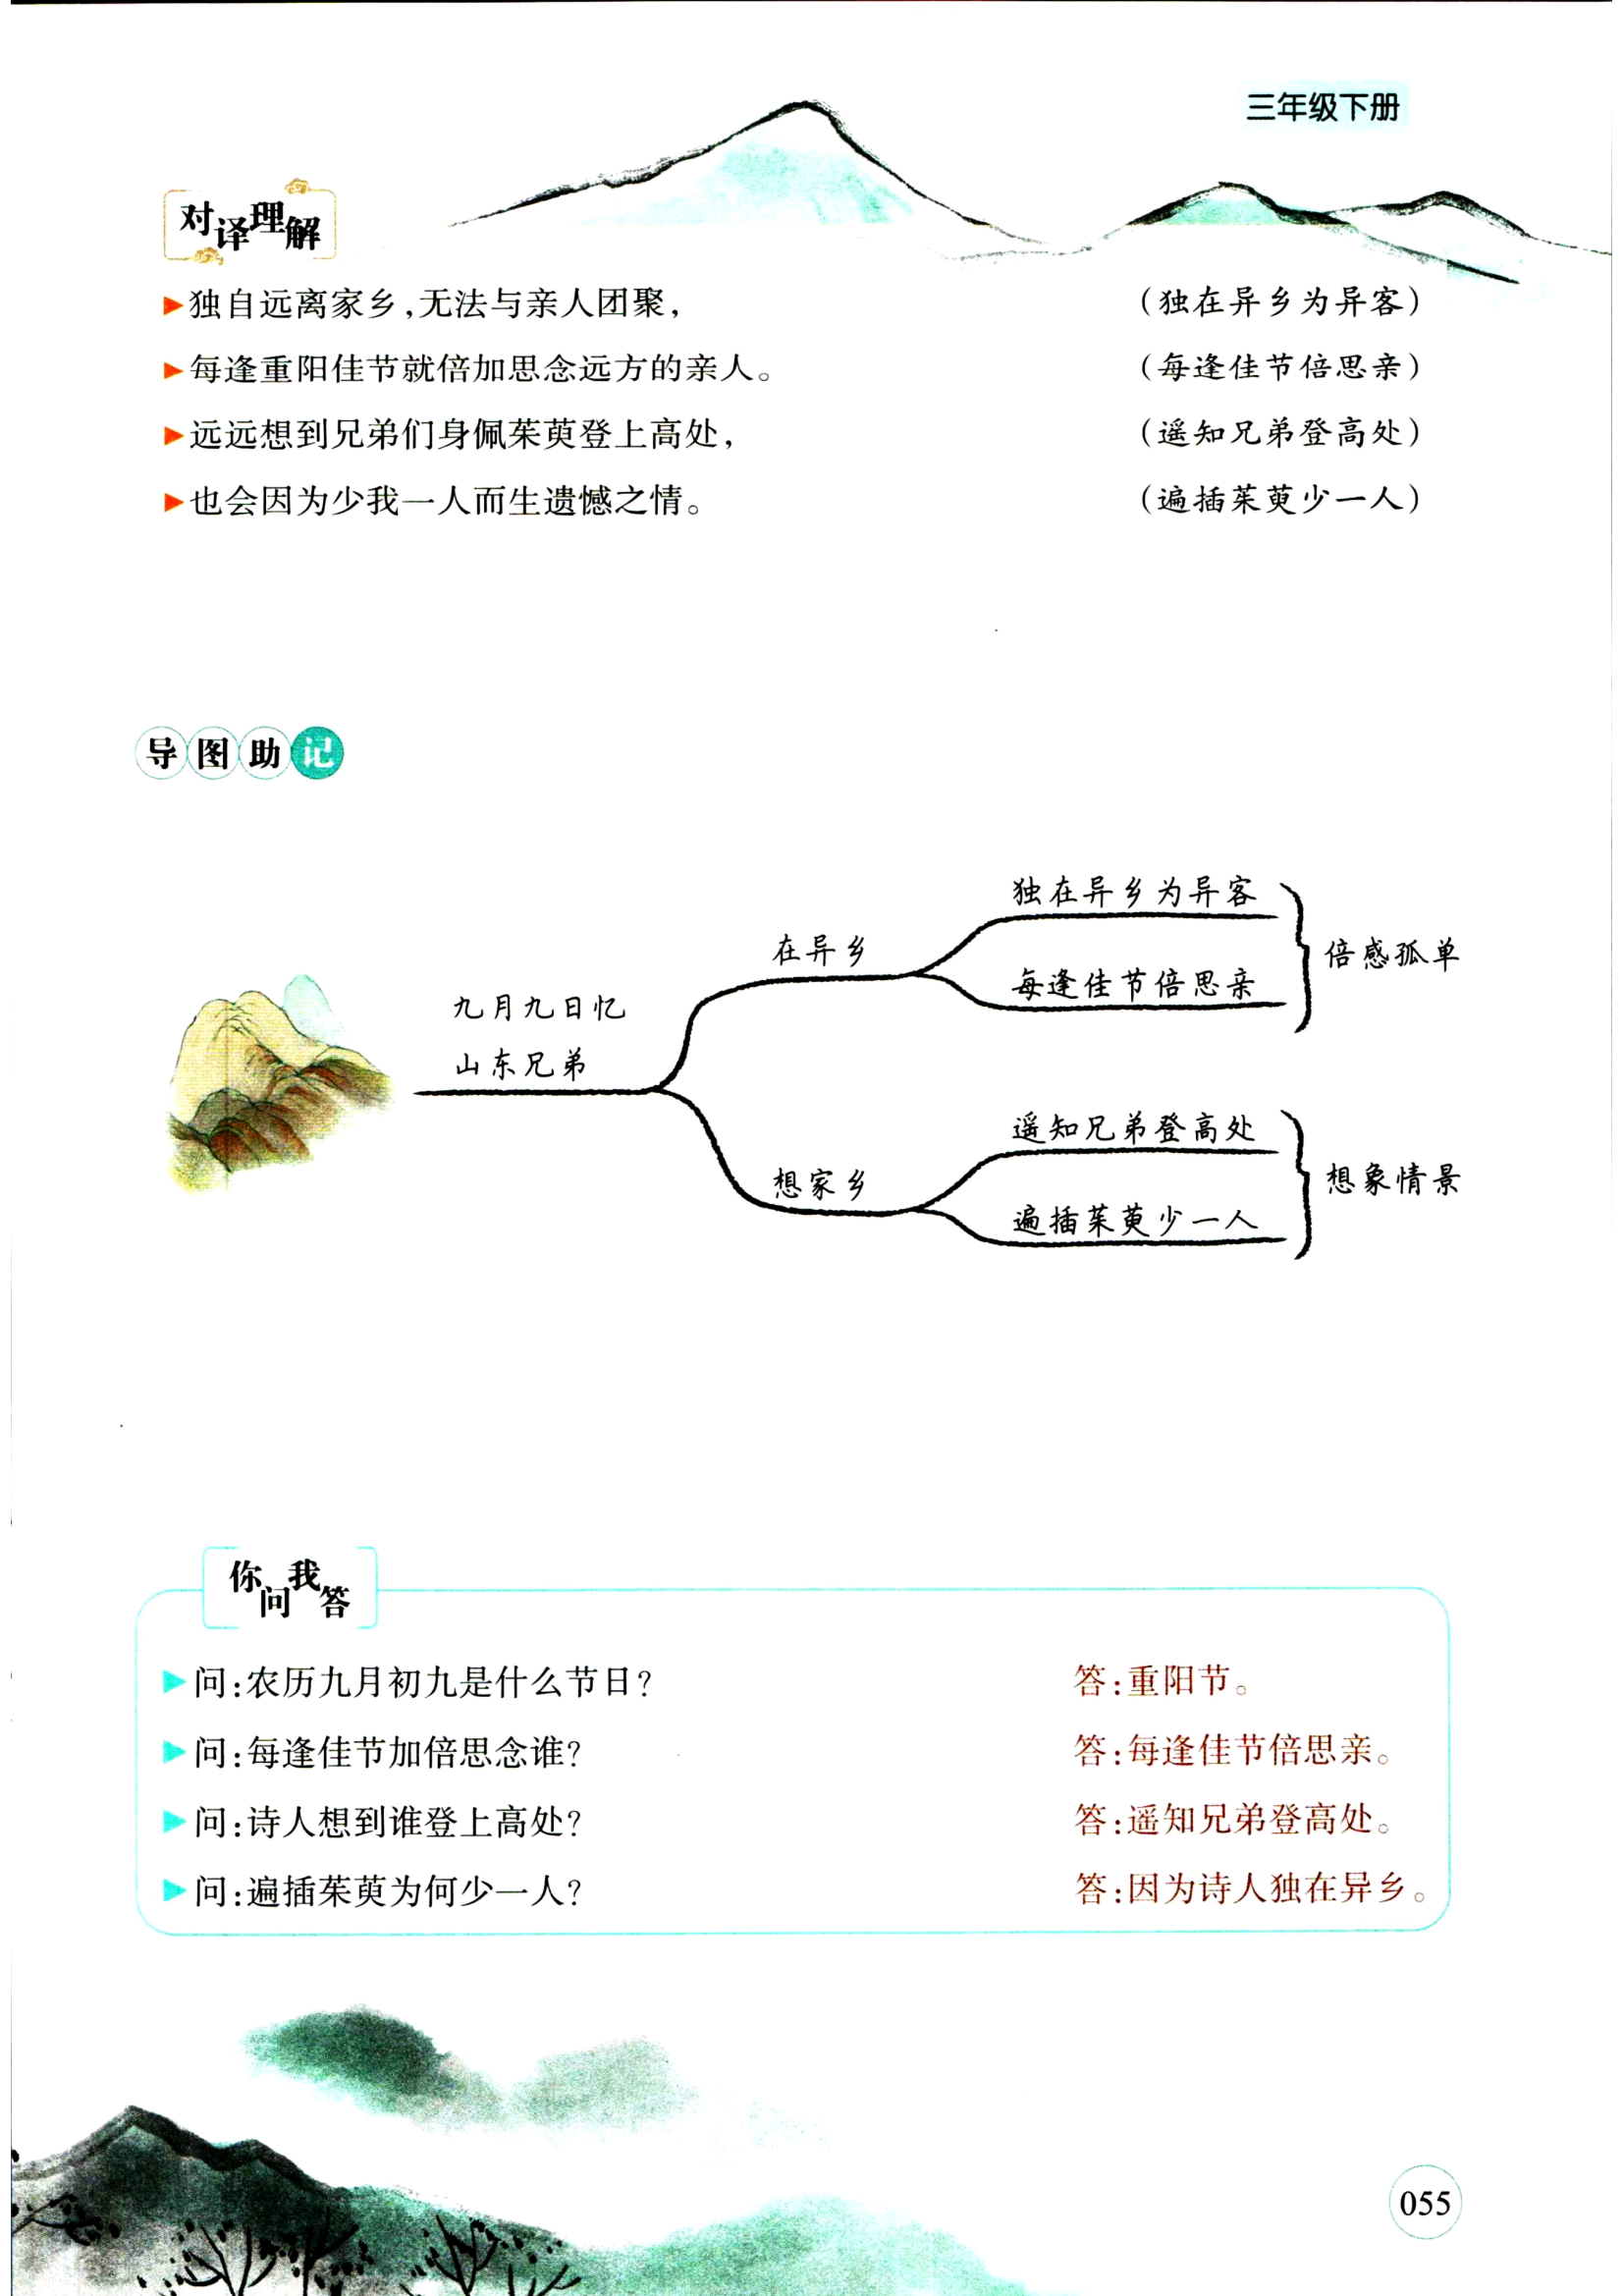 三年级下册
对译理解
▶独自远离家乡,无法与亲人团聚,
(独在异乡为异客)
▶每逢重阳佳节就倍加思念远方的亲人。
(每逢佳节倍思亲)
▶远远想到兄弟们身佩茱萸登上高处,
(遥知兄弟登高处)
▶也会因为少我一人而生遗憾之情。
(遍插茱萸少一人)
导图助记
九月九日忆
山东兄弟
在异乡
独在异乡为异客
每逢佳节倍思亲
倍感孤单
想家乡
遥知兄弟登高处
遍插茱萸少一人
想象情景
你问我答
▶问:农历九月初九是什么节日?
答:重阳节。
▶问:每逢佳节加倍思念谁?
答:每逢佳节倍思亲。
▶问:诗人想到谁登上高处?
答:遥知兄弟登高处。
▶问:遍插茱萸为何少一人?
答:因为诗人独在异乡。
055